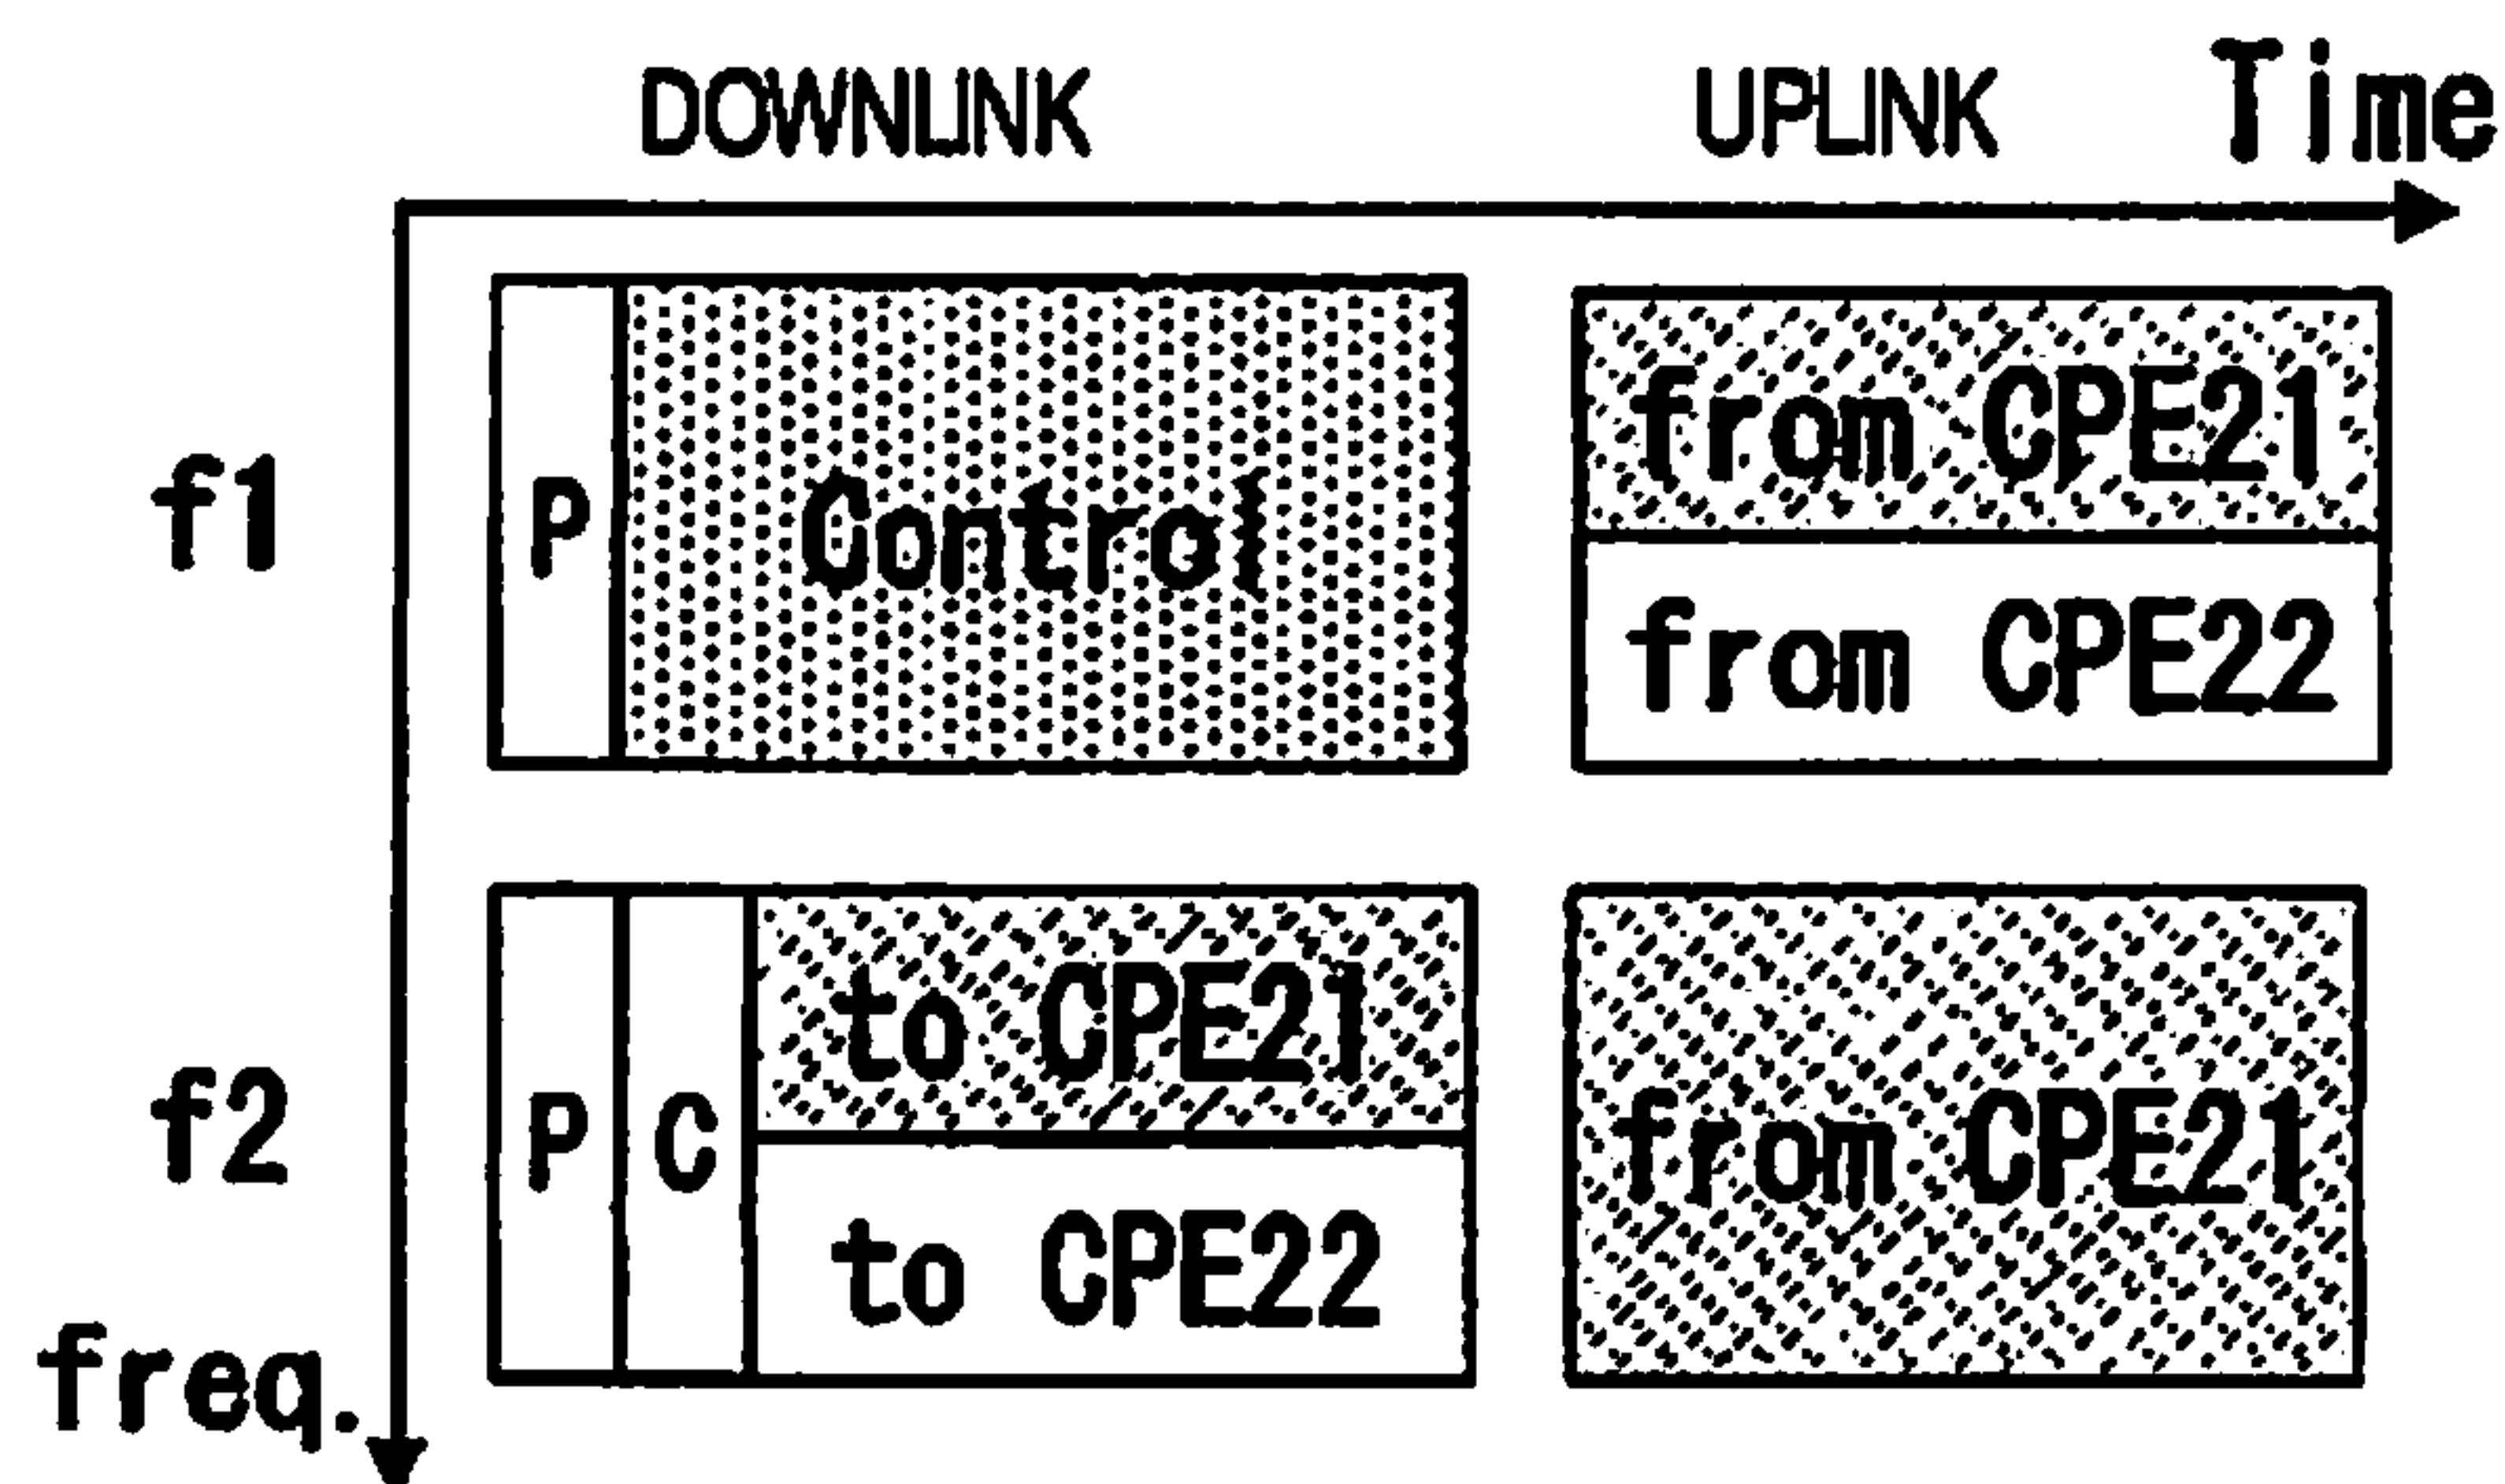 DOWNLINK UPLINK Time
f1
P
Control
from CPE21
from CPE22
f2
P
C
to CPE21
to CPE22
from CPE21
freq.